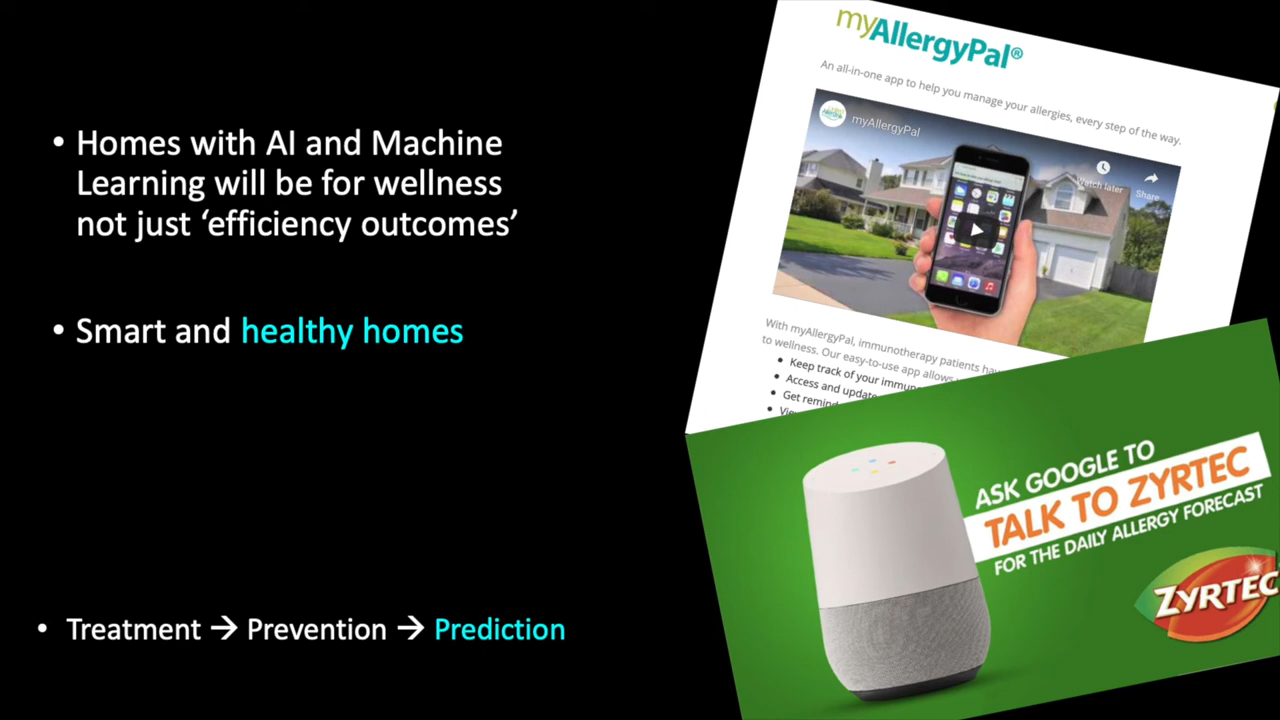 • Homes with AI and Machine
Learning will be for wellness
not just ‘efficiency outcomes’
• Smart and healthy homes
• Treatment → Prevention → Prediction
myAllergyPal®
An all-in-one app to help you manage your allergies, every step of the way.
myAllergyPal
Watch later
Share
With myAllergyPal, immunotherapy patients
to wellness. Our easy-to-use app allows
• Keep track of your
• Access and update
• Get
•
ASK GOOGLE TO
TALK TO ZYRTEC
FOR THE DAILY ALLERGY FORECAST
ZYRTEC